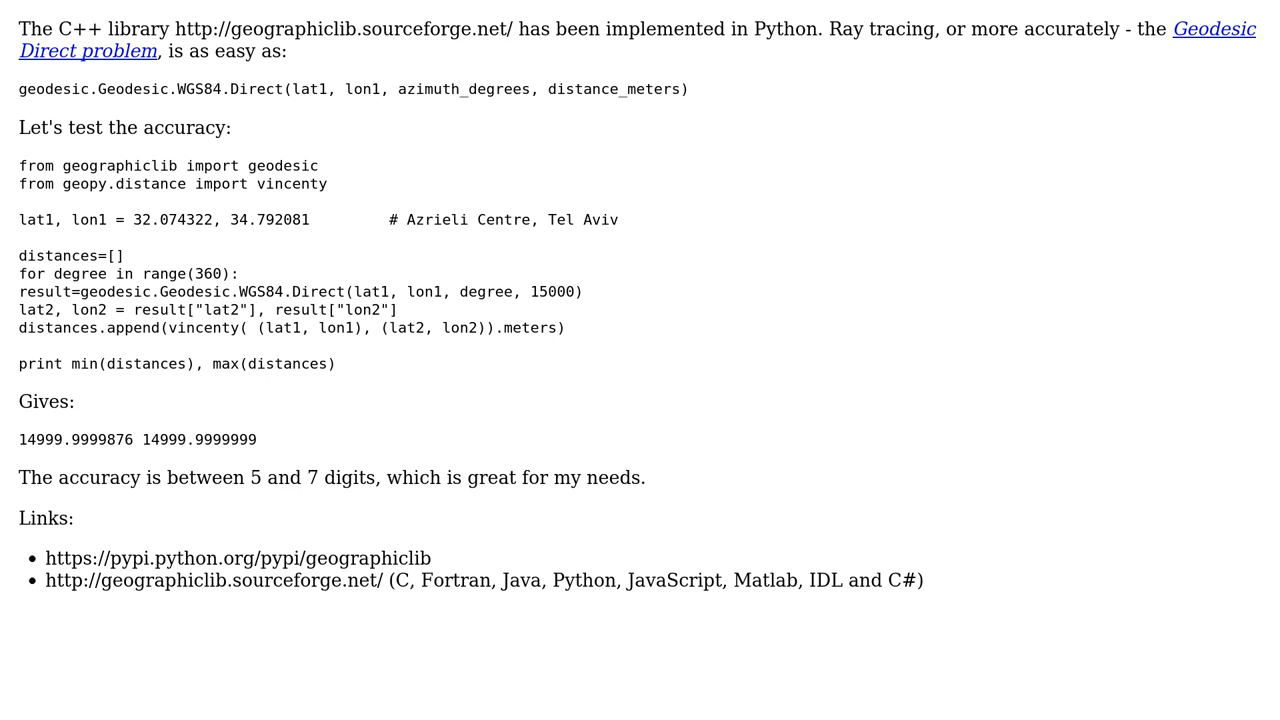 The C++ library http://geographiclib.sourceforge.net/ has been implemented in Python. Ray tracing, or more accurately - the Geodesic
Direct problem, is as easy as:
geodesic.Geodesic.WGS84.Direct(lat1, lon1, azimuth_degrees, distance_meters)
Let's test the accuracy:
from geographiclib import geodesic
from geopy.distance import vincenty
lat1, lon1 = 32.074322, 34.792081         # Azrieli Centre, Tel Aviv
distances=[]
for degree in range(360):
result=geodesic.Geodesic.WGS84.Direct(lat1, lon1, degree, 15000)
lat2, lon2 = result["lat2"], result["lon2"]
distances.append(vincenty( (lat1, lon1), (lat2, lon2)).meters)
print min(distances), max(distances)
Gives:
14999.9999876 14999.9999999
The accuracy is between 5 and 7 digits, which is great for my needs.
Links:
• https://pypi.python.org/pypi/geographiclib
• http://geographiclib.sourceforge.net/ (C, Fortran, Java, Python, JavaScript, Matlab, IDL and C#)